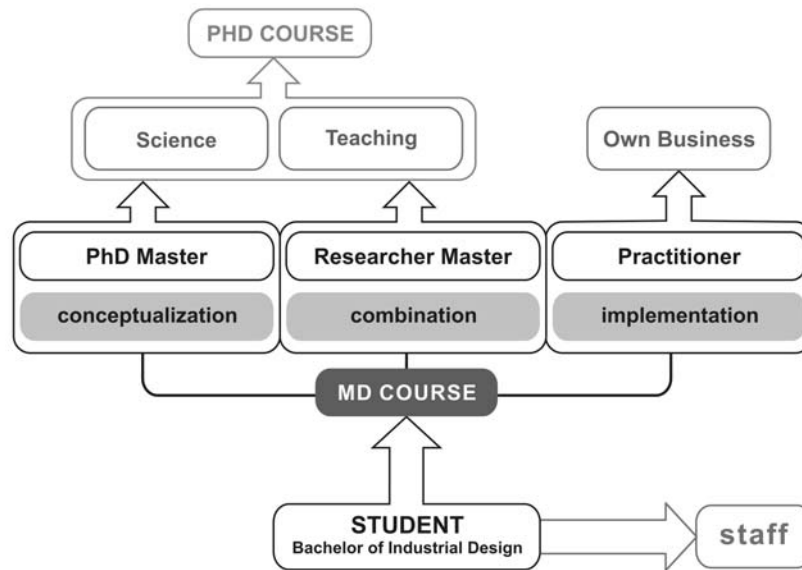 PHD COURSE
Science
Teaching
Own Business
PhD Master
Researcher Master
Practitioner
conceptualization
combination
implementation
MD COURSE
STUDENT
Bachelor of Industrial Design
staff